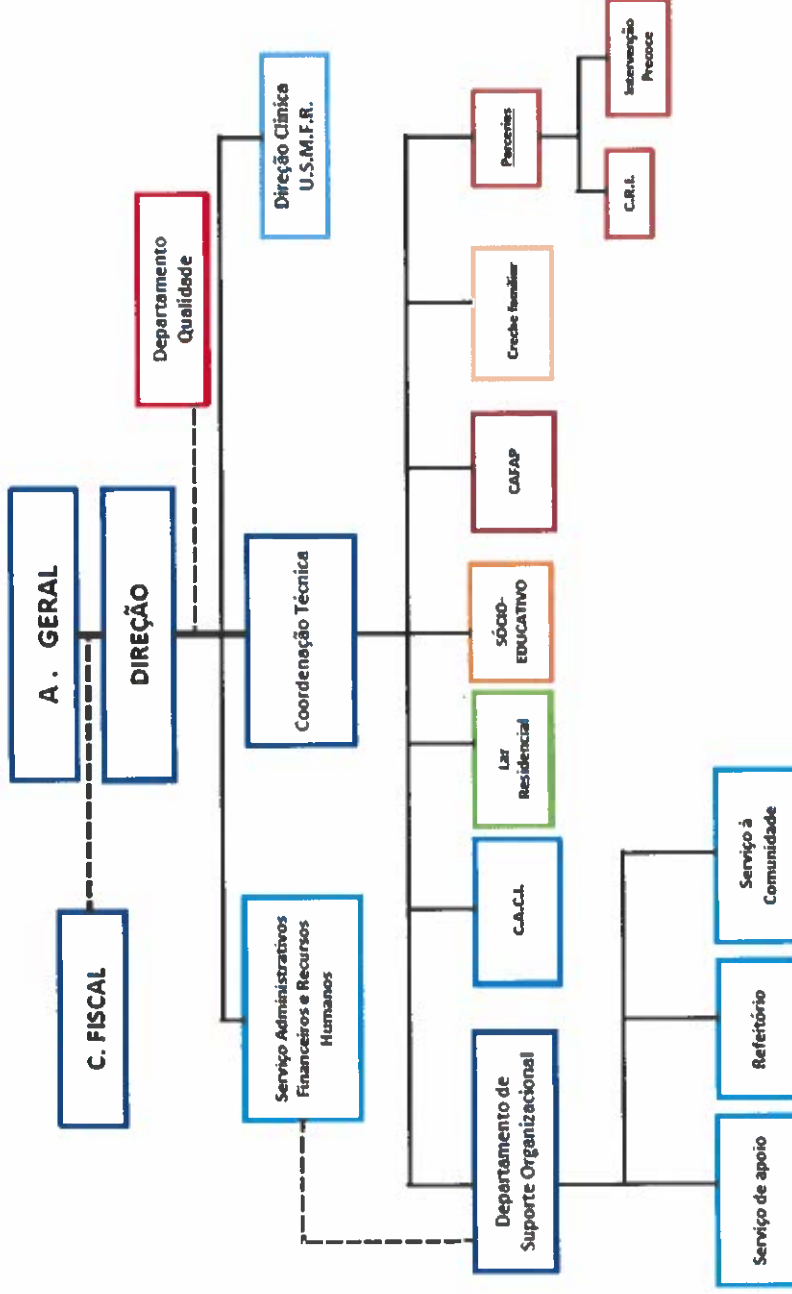 A. GERAL
C. FISCAL
DIREÇÃO
Departamento
Qualidade
Serviço Administrativos
Financeiros e Recursos
Humanos
Coordenação Técnica
Direção Clínica
U.S.M.F.R.
Departamento de
Suporte Organizacional
C.A.C.I.
Lar
Residencial
SÓCIO-
EDUCATIVO
CAFAP
Creche familiar
Parcerias
C.R.I.
Intervenção
Precoce
Serviço de apoio
Refeitório
Serviço à
Comunidade